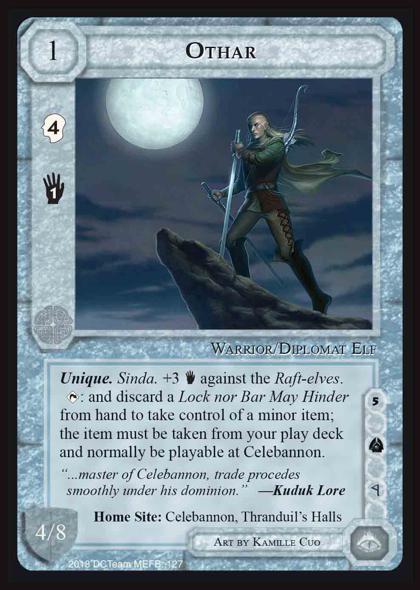 1
OTHAR
4
1
WARRIOR/DIPLOMAT ELF
Unique. Sinda. +3 against the Raft-elves.
: and discard a Lock nor Bar May Hinder
from hand to take control of a minor item;
the item must be taken from your play deck
and normally be playable at Celebannon.
“...master of Celebannon, trade procedes
smoothly under his dominion.” —Kuduk Lore
Home Site: Celebannon, Thranduil’s Halls
5
4/8
ART BY KAMILLE CUO
2018 DCTeam MEFB:127